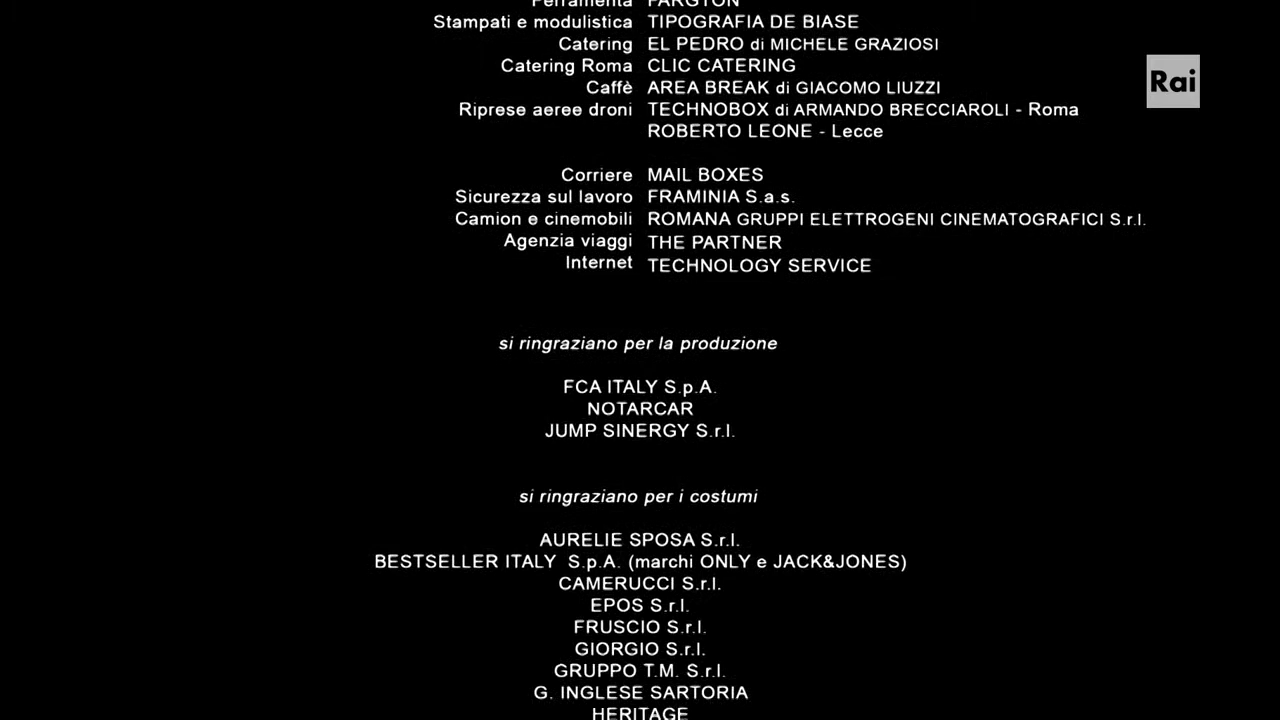 Ferramenta FARGTON
Stampati e modulistica TIPOGRAFIA DE BIASE
Catering EL PEDRO di MICHELE GRAZIOSI
Catering Roma CLIC CATERING
Caffè AREA BREAK di GIACOMO LIUZZI
Riprese aeree droni TECHNOBOX di ARMANDO BRECCIAROLI - Roma
ROBERTO LEONE - Lecce
Corriere MAIL BOXES
Sicurezza sul lavoro FRAMINIA S.a.s.
Camion e cinemobili ROMANA GRUPPI ELETTROGENI CINEMATOGRAFICI S.r.l.
Agenzia viaggi THE PARTNER
Internet TECHNOLOGY SERVICE
si ringraziano per la produzione
FCA ITALY S.p.A.
NOTARCAR
JUMP SINERGY S.r.l.
si ringraziano per i costumi
AURELIE SPOSA S.r.l.
BESTSELLER ITALY S.p.A. (marchi ONLY e JACK&JONES)
CAMERUCCI S.r.l.
EPOS S.r.l.
FRUSCIO S.r.l.
GIORGIO S.r.l.
GRUPPO T.M. S.r.l.
G. INGLESE SARTORIA
HERITAGE
Rai